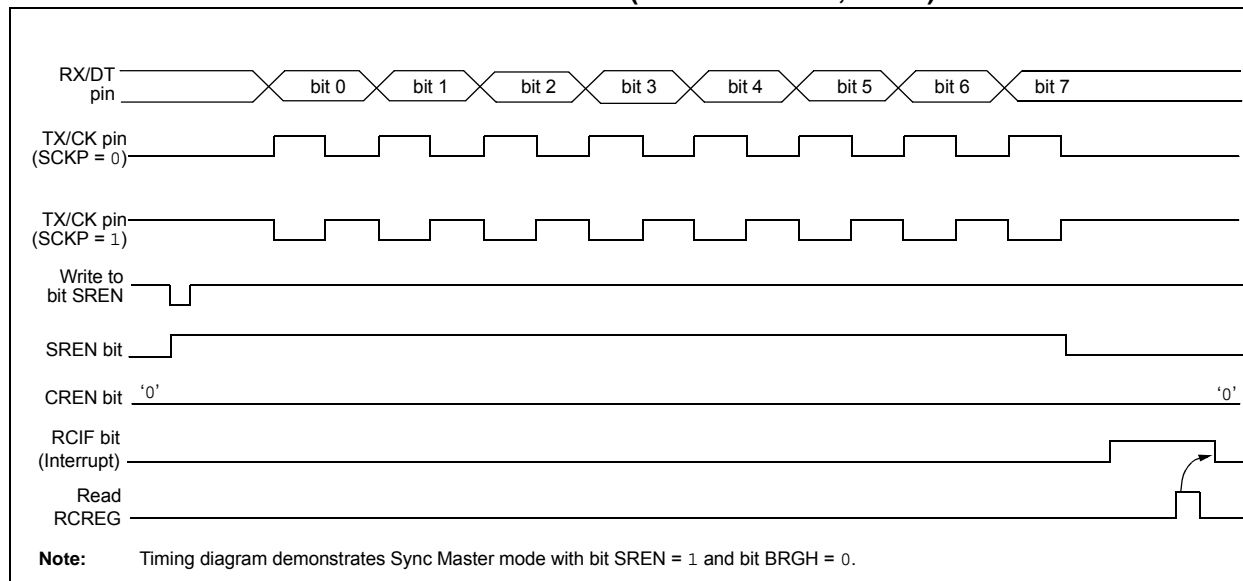 RX/DT
pin
bit 0 bit 1 bit 2 bit 3 bit 4 bit 5 bit 6 bit 7
TX/CK pin
(SCKP = 0)
TX/CK pin
(SCKP = 1)
Write to
bit SREN
SREN bit
CREN bit ‘0’ ‘0’
RCIF bit
(Interrupt)
Read
RCREG
Note: Timing diagram demonstrates Sync Master mode with bit SREN = 1 and bit BRGH = 0.